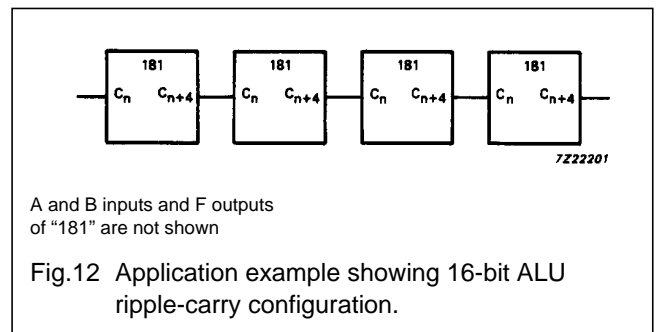 181 181 181 181
Cn Cn+4 Cn Cn+4 Cn Cn+4 Cn Cn+4
7Z22201
A and B inputs and F outputs
of “181” are not shown
Fig.12 Application example showing 16-bit ALU
ripple-carry configuration.